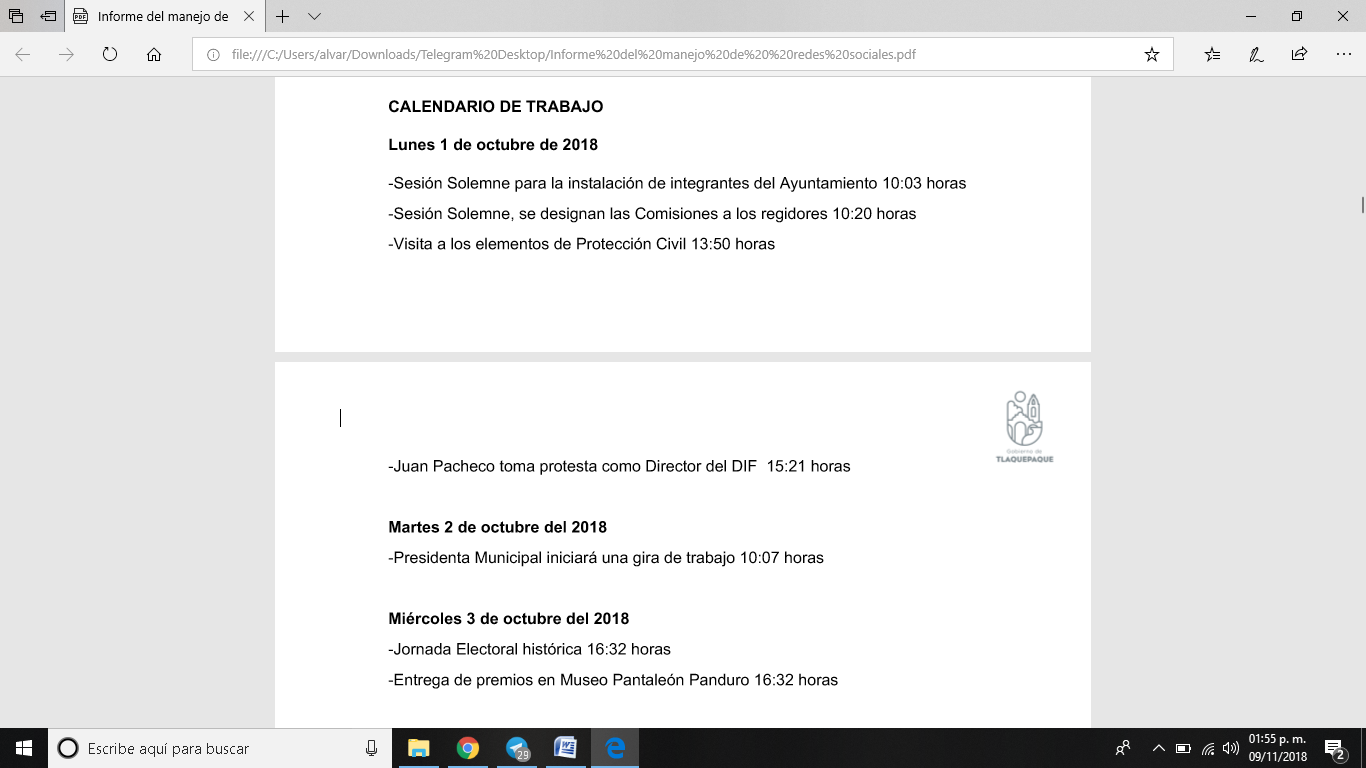 Informe del manejo de
file:///C:/Users/alvar/Downloads/Telegram%20Desktop/Informe%20del%20manejo%20de%20%20redes%20sociales.pdf
CALENDARIO DE TRABAJO
Lunes 1 de octubre de 2018
-Sesión Solemne para la instalación de integrantes del Ayuntamiento 10:03 horas
-Sesión Solemne, se designan las Comisiones a los regidores 10:20 horas
-Visita a los elementos de Protección Civil 13:50 horas
Gobierno de
TLAQUEPAQUE
-Juan Pacheco toma protesta como Director del DIF  15:21 horas
Martes 2 de octubre del 2018
-Presidenta Municipal iniciará una gira de trabajo 10:07 horas
Miércoles 3 de octubre del 2018
-Jornada Electoral histórica 16:32 horas
-Entrega de premios en Museo Pantaleón Panduro 16:32 horas
Escribe aquí para buscar
29
01:55 p. m.
09/11/2018
2